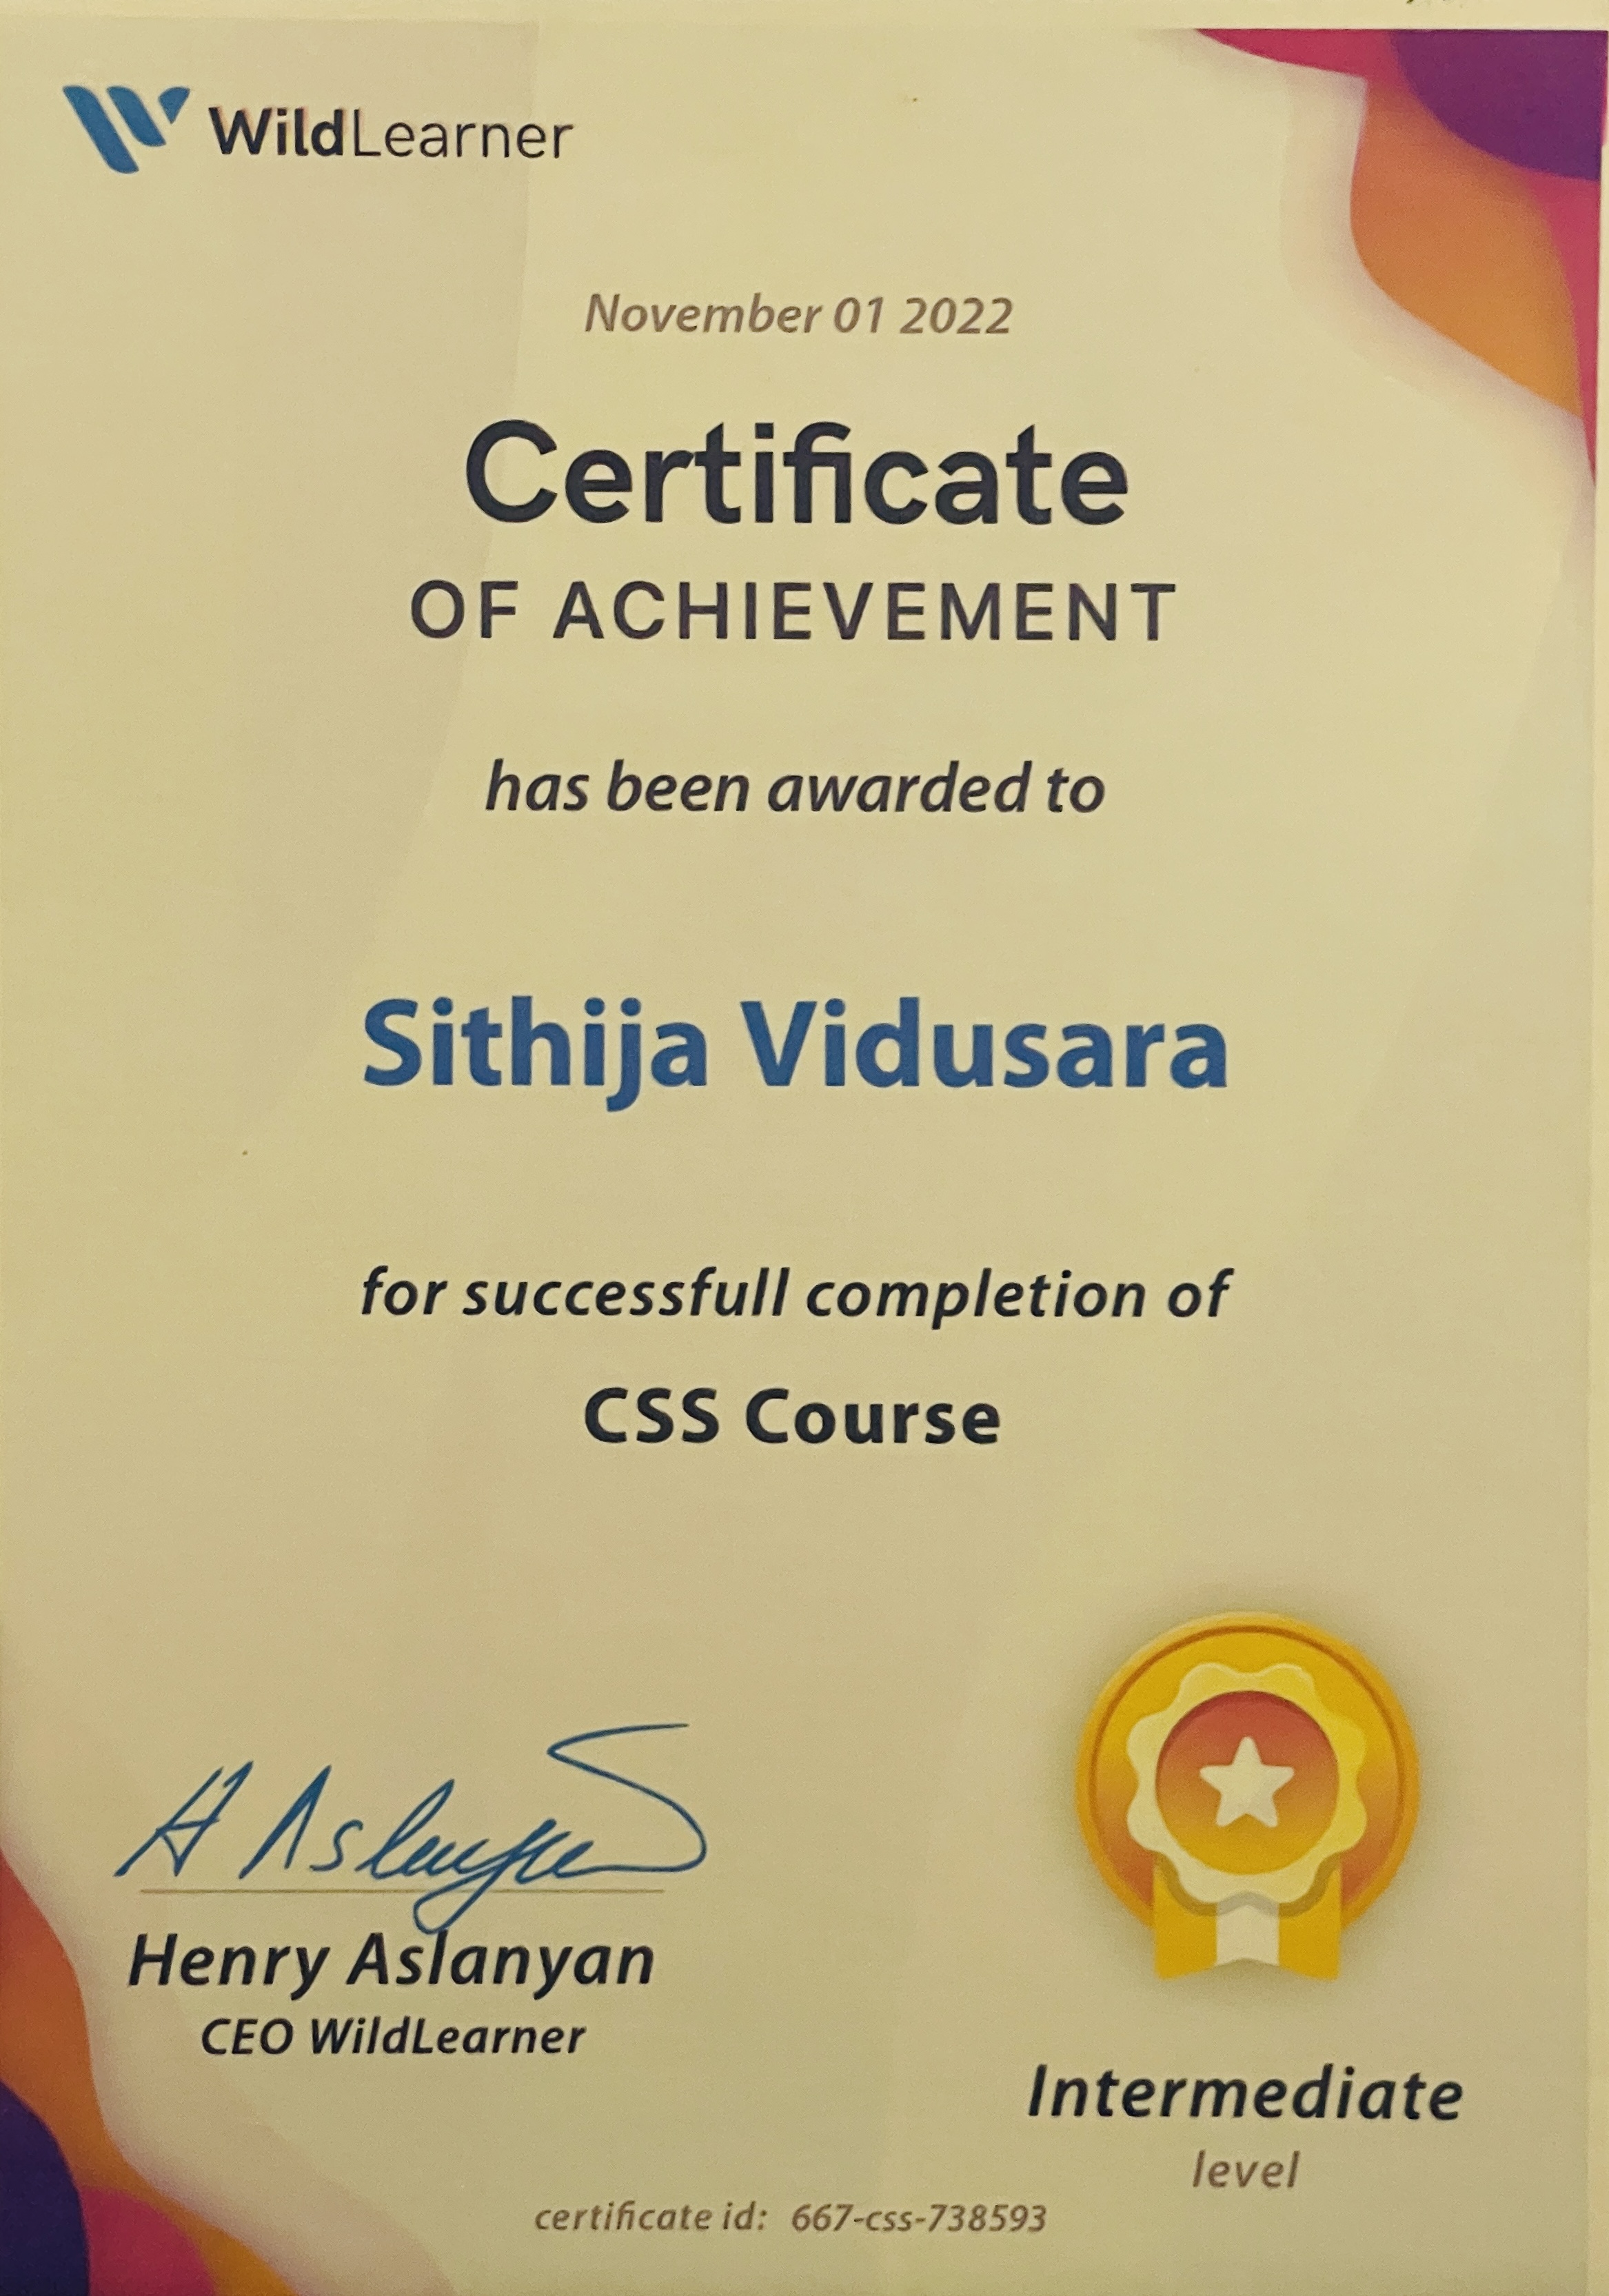 WildLearner
November 01 2022
Certificate
OF ACHIEVEMENT
has been awarded to
Sithija Vidusara
for successfull completion of
CSS Course
H Aslanyan
Henry Aslanyan
CEO WildLearner
Intermediate
level
certificate id: 667-css-738593